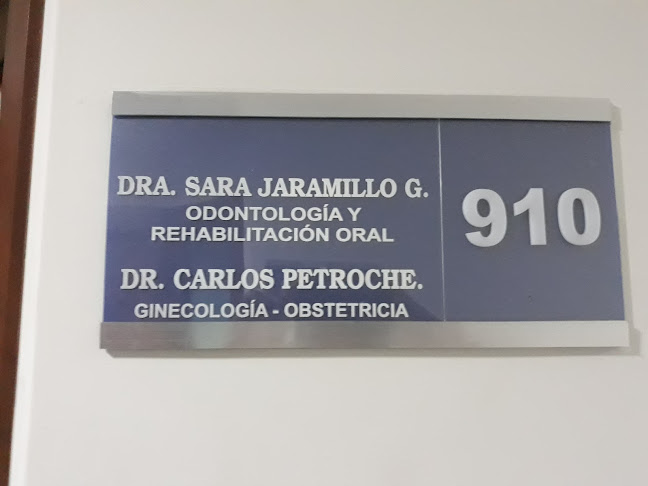 DRA. SARA JARAMILLO G.
ODONTOLOGÍA Y
REHABILITACIÓN ORAL
910
DR. CARLOS PETROCHE.
GINECOLOGÍA - OBSTETRICIA